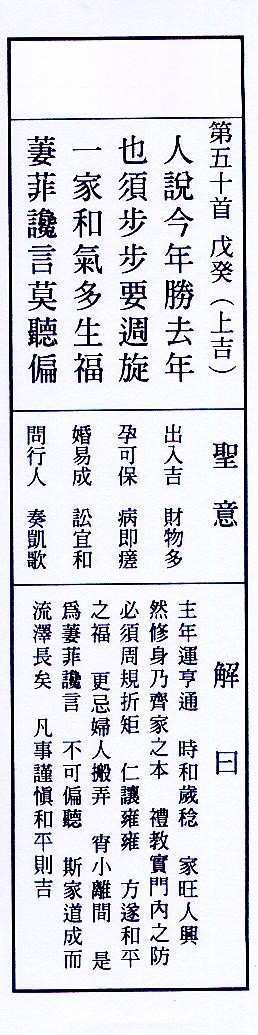 第五十首 戊癸（上吉）
人說今年勝去年
也須步步要週旋
一家和氣多生福
萋菲讒言莫聽偏
聖意
出入吉 財物多
孕可保 病即瘥
婚易成 訟宜和
問行人 奏凱歌
解曰
主年運亨通 時和歲稔 家旺人興
然修身乃齊家之本 禮教實門內之防
必須周規折矩 仁讓雍雍 方遂和平
之福 更忌婦人搬弄 宵小離間 是
為萋菲讒言 不可偏聽 斯家道成而
流澤長矣 凡事謹慎和平則吉